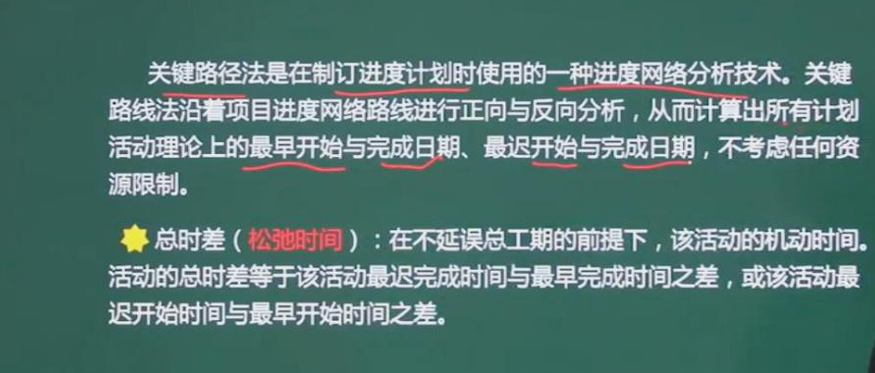 关键路径法是在制订进度计划时使用的一种进度网络分析技术。关键
路线法沿着项目进度网络路线进行正向与反向分析，从而计算出所有计划
活动理论上的最早开始与完成日期、最迟开始与完成日期，不考虑任何资
源限制。
总时差（松弛时间）：在不延误总工期的前提下，该活动的机动时间。
活动的总时差等于该活动最迟完成时间与最早完成时间之差，或该活动最
迟开始时间与最早开始时间之差。